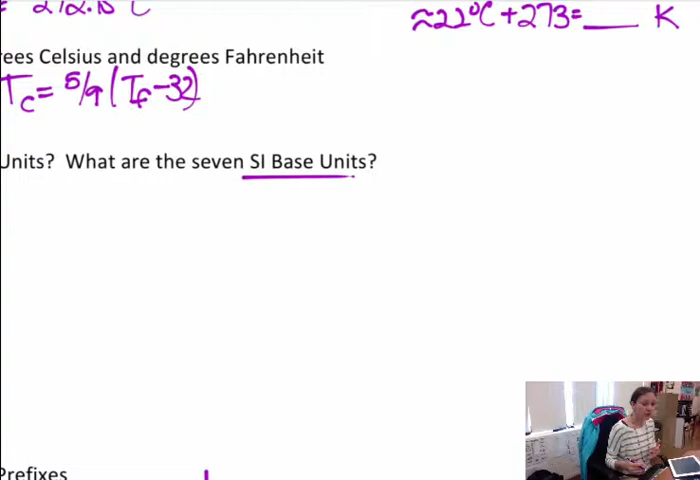 ≈22°C + 273 = ___ K
rees Celsius and degrees Fahrenheit
Tc = 5/9 (TF - 32)
Units? What are the seven SI Base Units?
Prefixes